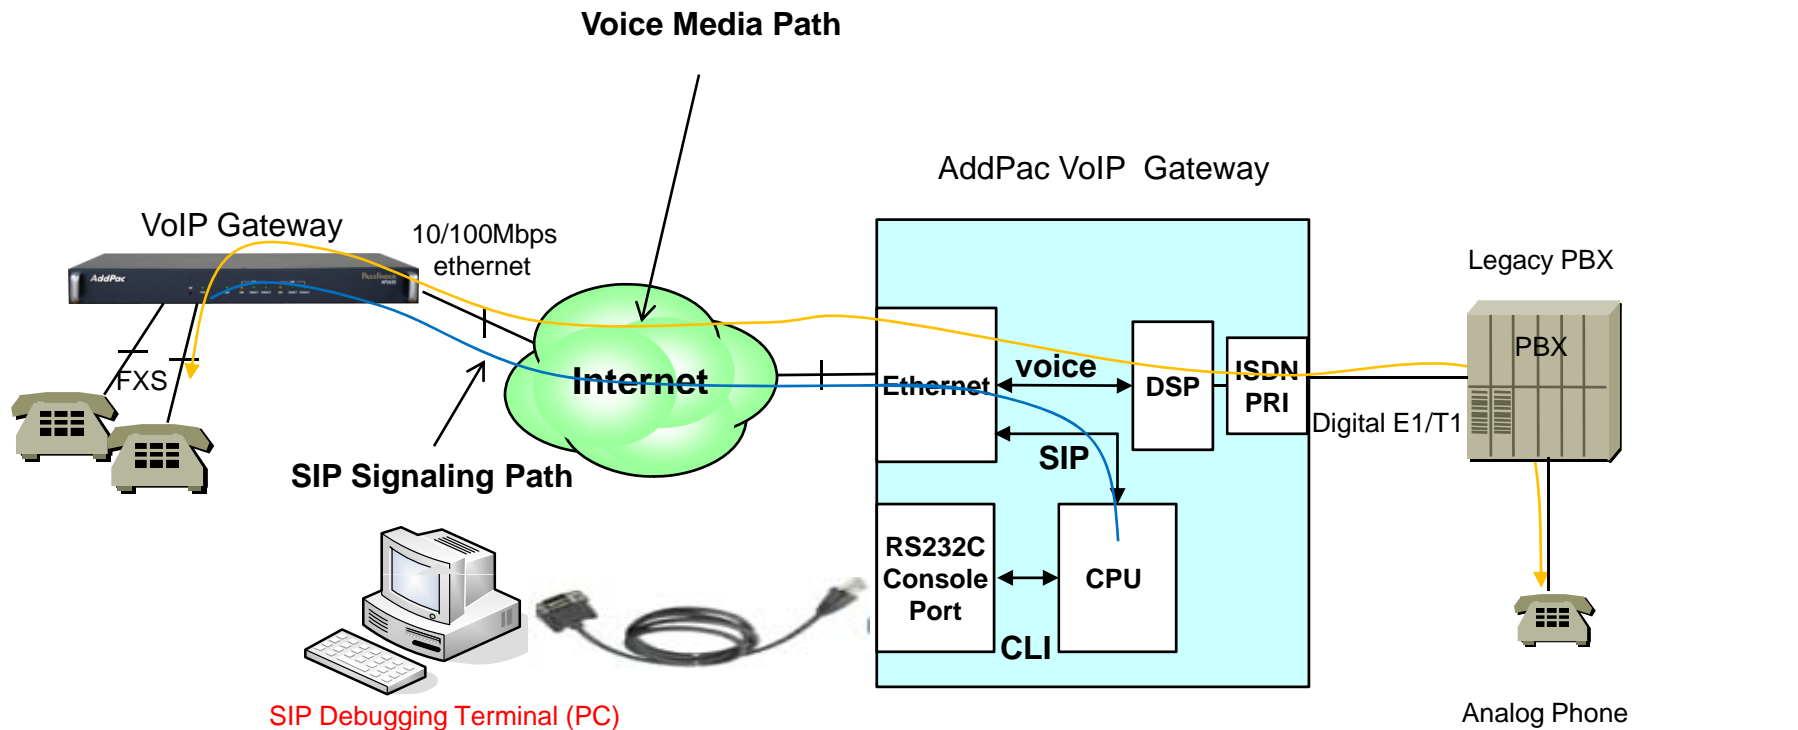 Voice Media Path
AddPac VoIP  Gateway
VoIP Gateway
10/100Mbps
ethernet
Legacy PBX
AddPac
PBX
FXS
Internet
Ethernet
voice
DSP
ISDN
PRI
Digital E1/T1
SIP
SIP Signaling Path
RS232C
Console
Port
CPU
CLI
SIP Debugging Terminal (PC)
Analog Phone